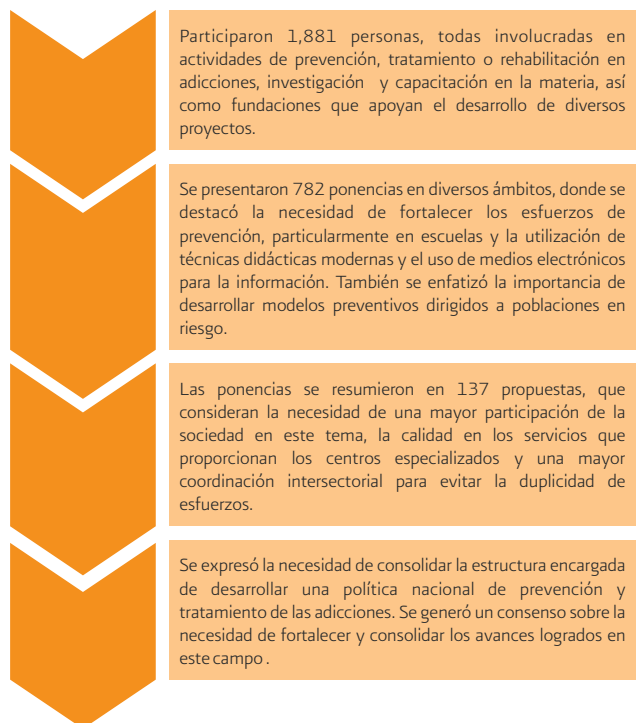 Participaron 1,881 personas, todas involucradas en
actividades de prevención, tratamiento o rehabilitación en
adicciones, investigación y capacitación en la materia, así
como fundaciones que apoyan el desarrollo de diversos
proyectos.
Se presentaron 782 ponencias en diversos ámbitos, donde se
destacó la necesidad de fortalecer los esfuerzos de
prevención, particularmente en escuelas y la utilización de
técnicas didácticas modernas y el uso de medios electrónicos
para la información. También se enfatizó la importancia de
desarrollar modelos preventivos dirigidos a poblaciones en
riesgo.
Las ponencias se resumieron en 137 propuestas, que
consideran la necesidad de una mayor participación de la
sociedad en este tema, la calidad en los servicios que
proporcionan los centros especializados y una mayor
coordinación intersectorial para evitar la duplicidad de
esfuerzos.
Se expresó la necesidad de consolidar la estructura encargada
de desarrollar una política nacional de prevención y
tratamiento de las adicciones. Se generó un consenso sobre la
necesidad de fortalecer y consolidar los avances logrados en
este campo .